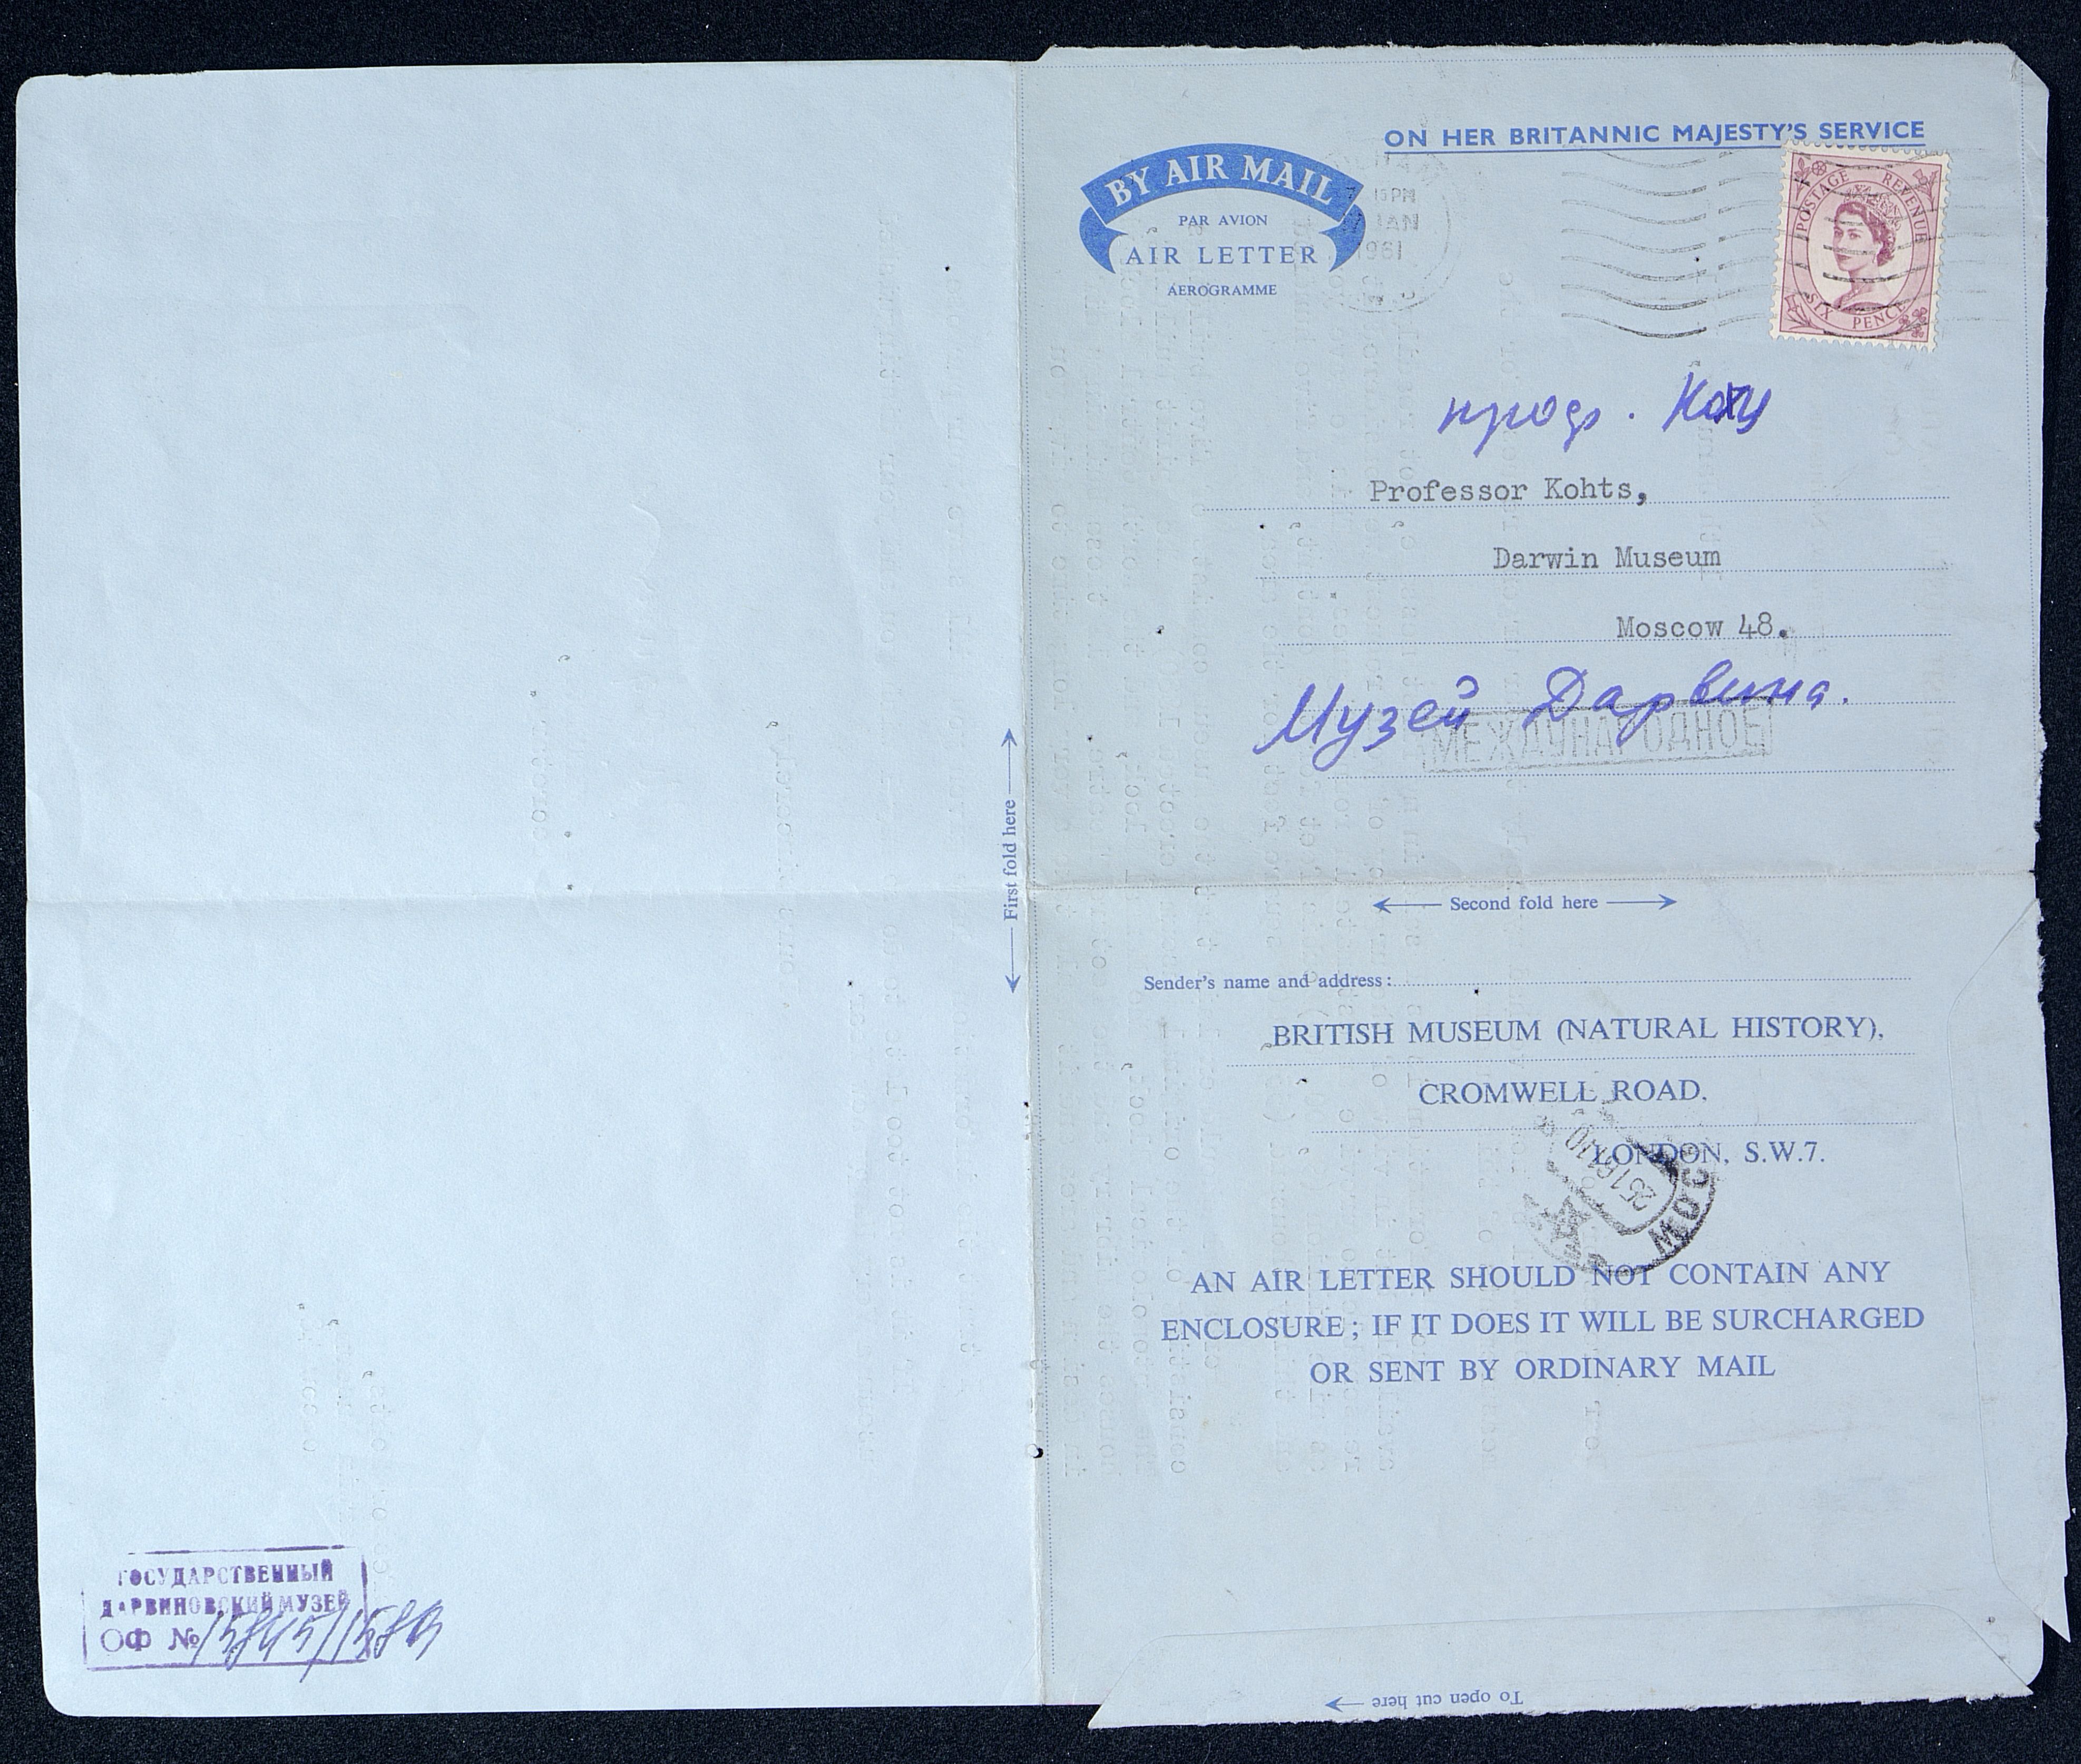 ON HER BRITANNIC MAJESTY'S SERVICE
BY AIR MAIL
PAR AVION
AIR LETTER
AEROGRAMME
15 PM
JAN
1961
POSTAGE REVENUE
SIX PENCE
проф. Котц
Professor Kohts,
Darwin Museum
Moscow 48.
Музей Дарвина.
МЕЖДУНАРОДНОЕ
First fold here
Second fold here
Sender's name and address:
BRITISH MUSEUM (NATURAL HISTORY),
CROMWELL ROAD,
LONDON, S.W.7.
AN AIR LETTER SHOULD NOT CONTAIN ANY
ENCLOSURE; IF IT DOES IT WILL BE SURCHARGED
OR SENT BY ORDINARY MAIL
To open cut here
ГОСУДАРСТВЕННЫЙ
ДАРВИНОВСКИЙ МУЗЕЙ
ОФ №